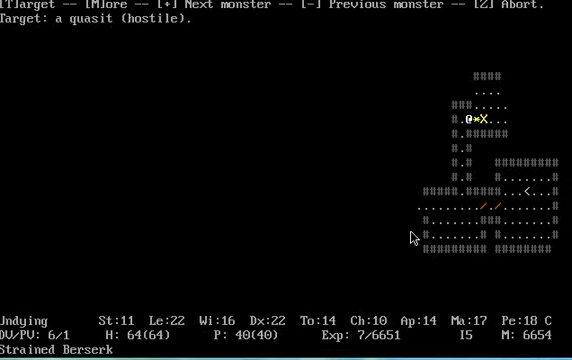 [T]arget -- [M]ore -- [+] Next monster -- [-] Previous monster -- [Z] Abort.
Target: a quasit (hostile).
####
....
###.....
#.@*X...
#.######
#.#
#.# #########
#.# #.......#
#####.#####...<...#
........././.......#
#.......###.......#
#.......# #.......#
######### ########
Undying St:11 Le:22 Wi:16 Dx:22 To:14 Ch:10 Ap:14 Ma:17 Pe:18 C
DV/PV: 6/1 H: 64(64) P: 40(40) Exp: 7/6651 I5 M: 6654
Strained Berserk